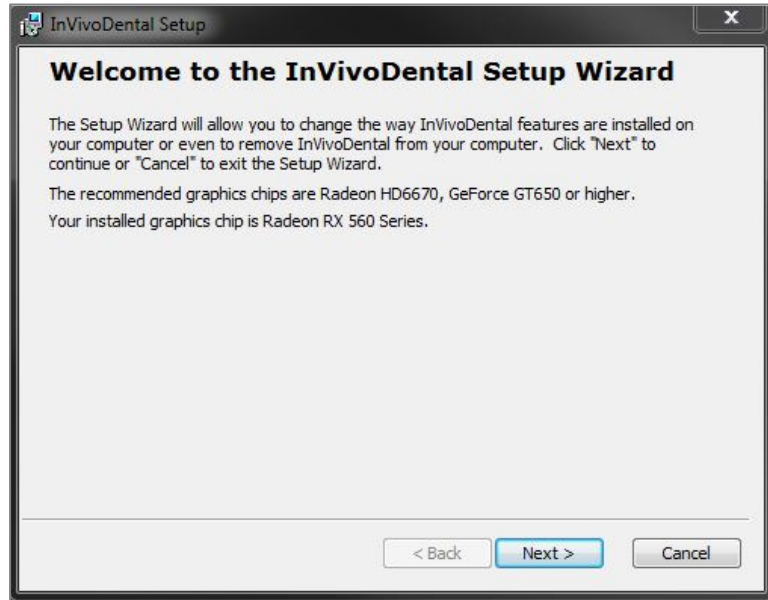 InVivoDental Setup
X
Welcome to the InVivoDental Setup Wizard
The Setup Wizard will allow you to change the way InVivoDental features are installed on
your computer or even to remove InVivoDental from your computer. Click "Next" to
continue or "Cancel" to exit the Setup Wizard.
The recommended graphics chips are Radeon HD6670, GeForce GT650 or higher.
Your installed graphics chip is Radeon RX 560 Series.
< Back Next > Cancel